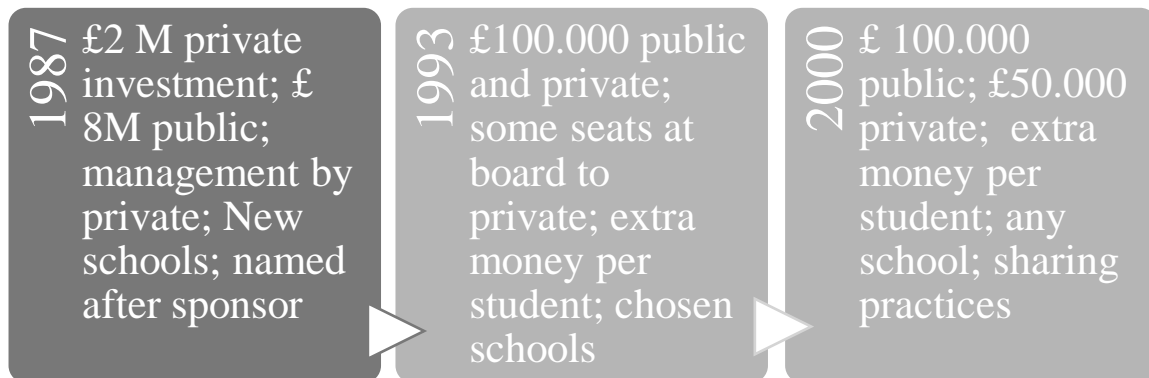 1987
£2 M private
investment; £
8M public;
management by
private; New
schools; named
after sponsor
1993
£100.000 public
and private;
some seats at
board to
private; extra
money per
student; chosen
schools
2000
£ 100.000
public; £50.000
private;  extra
money per
student; any
school; sharing
practices